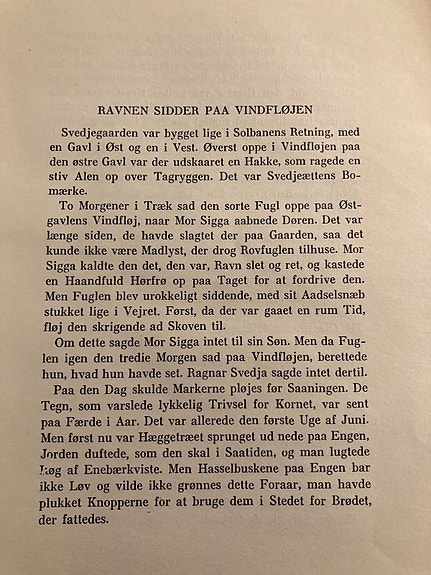 RAVNEN SIDDER PAA VINDFLØJEN
Svedjegaarden var bygget lige i Solbanens Retning, med
en Gavl i Øst og en i Vest. Øverst oppe i Vindfløjen paa
den østre Gavl var der udskaaret en Hakke, som ragede en
stiv Alen op over Tagryggen. Det var Svedjeættens Bo-
mærke.
To Morgener i Træk sad den sorte Fugl oppe paa Øst-
gavlens Vindfløj, naar Mor Sigga aabnede Døren. Det var
længe siden, de havde slagtet der paa Gaarden, saa det
kunde ikke være Madlyst, der drog Rovfuglen tilhuse. Mor
Sigga kaldte den det, den var, Ravn slet og ret, og kastede
en Haandfuld Hørfrø op paa Taget for at fordrive den.
Men Fuglen blev urokkeligt siddende, med sit Aadselsnæb
stukket lige i Vejret. Først, da der var gaaet en rum Tid,
fløj den skrigende ad Skoven til.
Om dette sagde Mor Sigga intet til sin Søn. Men da Fug-
len igen den tredie Morgen sad paa Vindfløjen, berettede
hun, hvad hun havde set. Ragnar Svedja sagde intet dertil.
Paa den Dag skulde Markerne pløjes før Saaningen. De
Tegn, som varslede lykkelig Trivsel for Kornet, var sent
paa Færde i Aar. Det var allerede den første Uge af Juni.
Men først nu var Hæggetræet sprunget ud nede paa Engen,
Jorden duftede, som den skal i Saatiden, og man lugtede
Røg af Enebærkviste. Men Hasselbuskene paa Engen bar
ikke Løv og vilde ikke grønnes dette Foraar, man havde
plukket Knopperne for at bruge dem i Stedet for Brødet,
der fattedes.